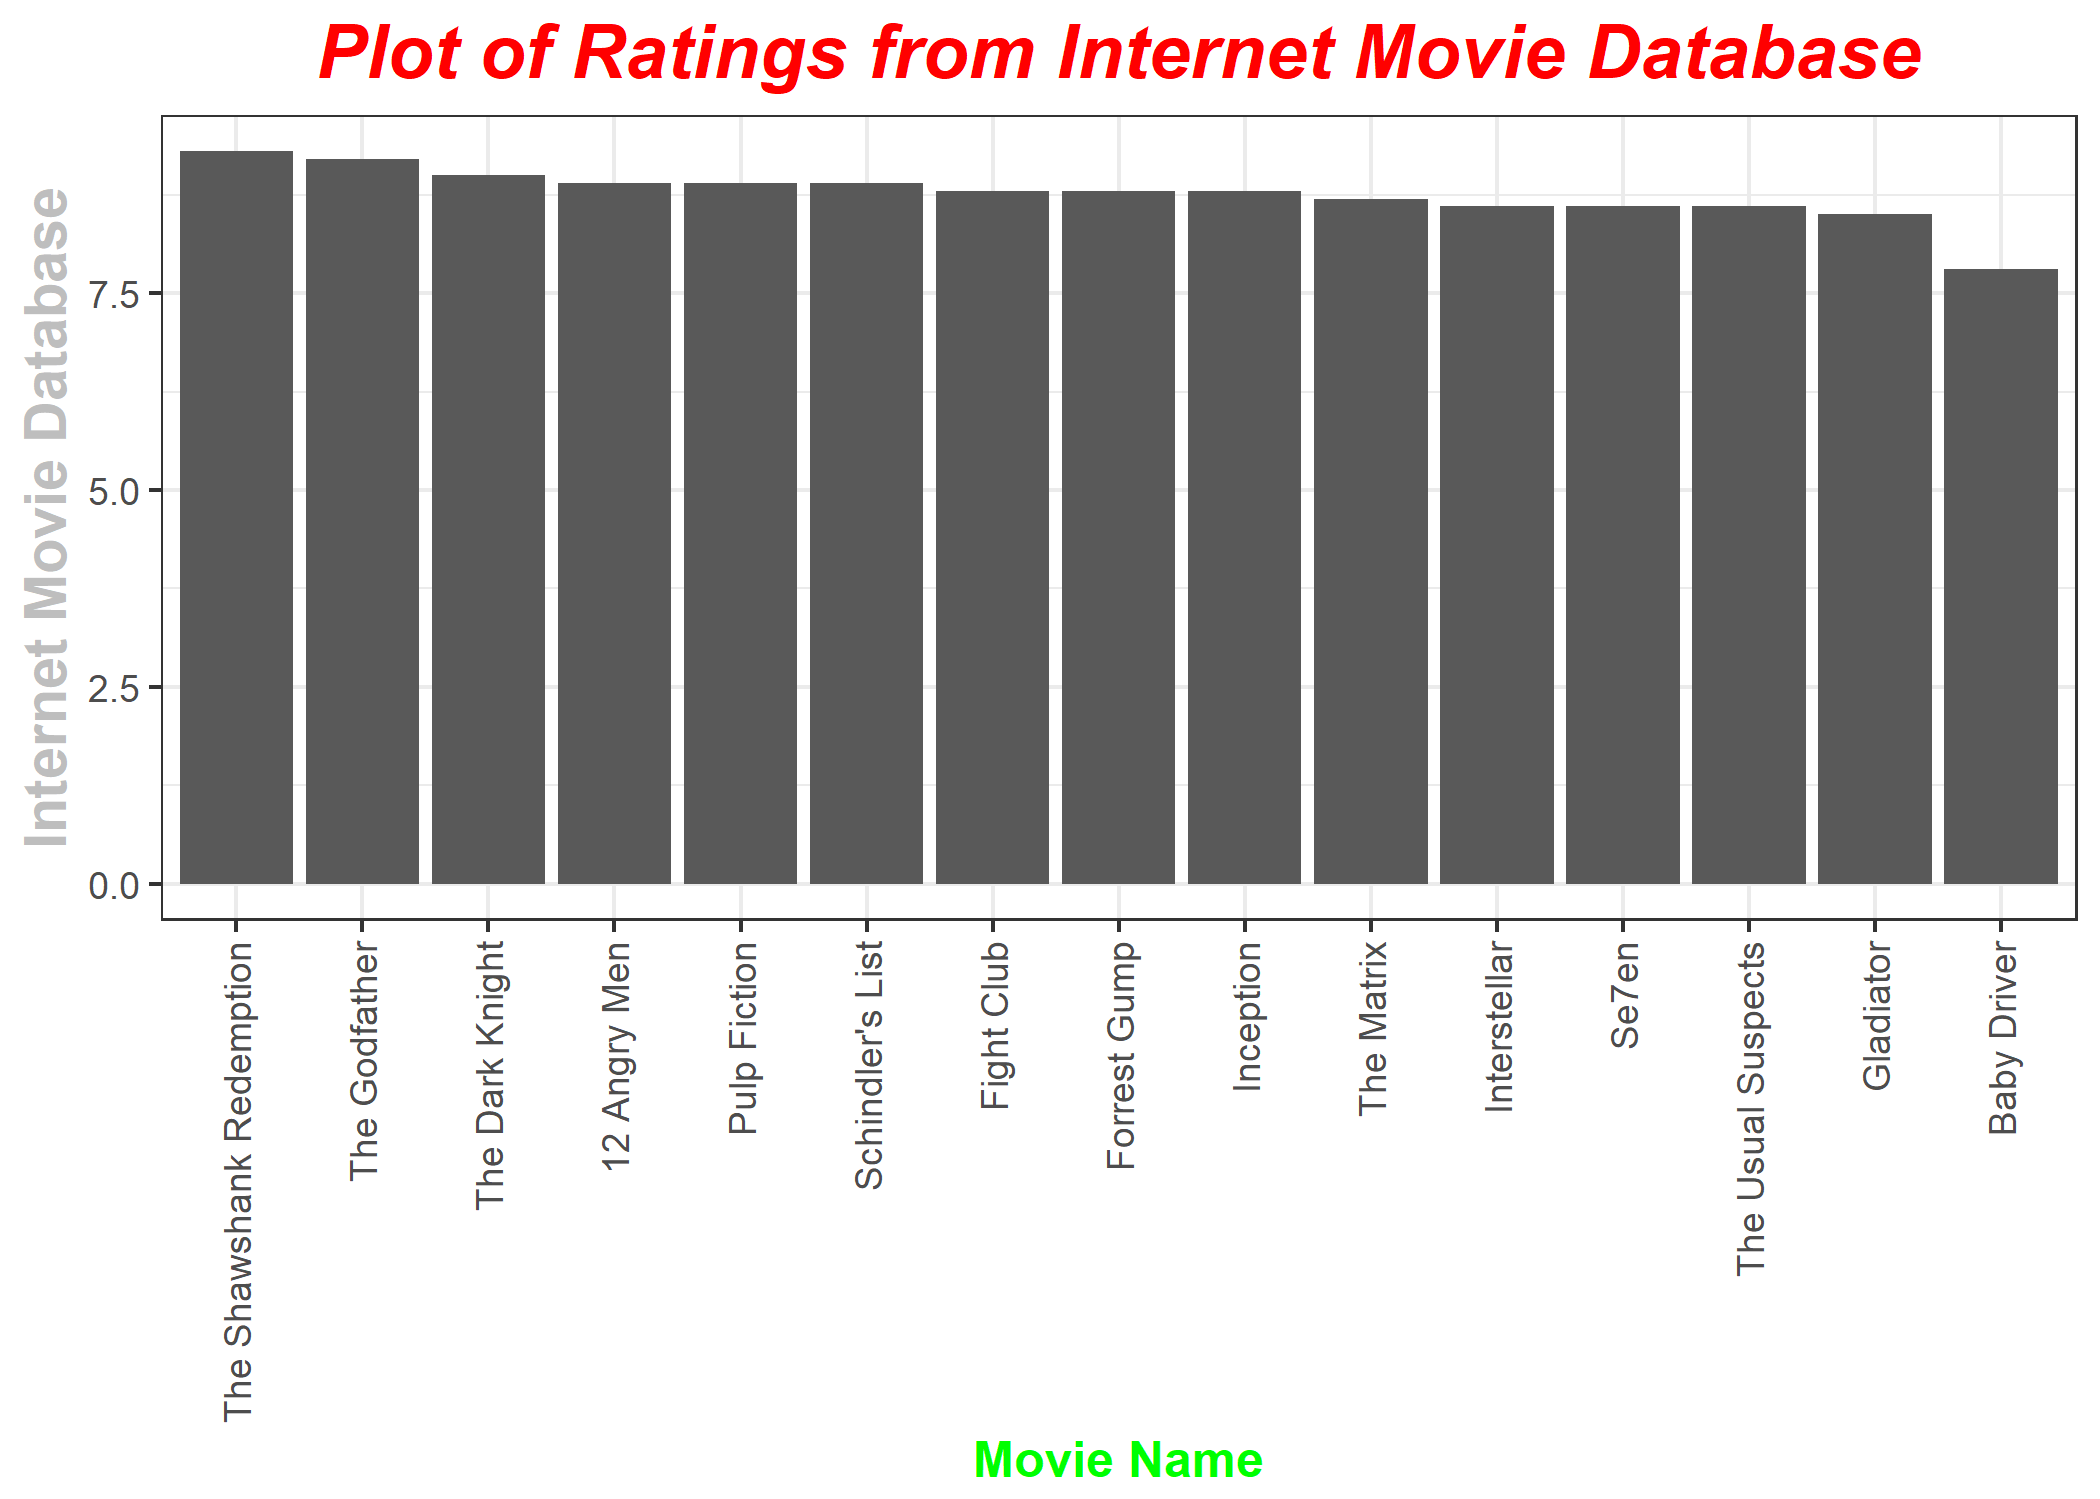 Plot of Ratings from Internet Movie Database
Internet Movie Database
7.5
5.0
2.5
0.0
The Shawshank Redemption
The Godfather
The Dark Knight
12 Angry Men
Pulp Fiction
Schindler's List
Fight Club
Forrest Gump
Inception
The Matrix
Interstellar
Se7en
The Usual Suspects
Gladiator
Baby Driver
Movie Name